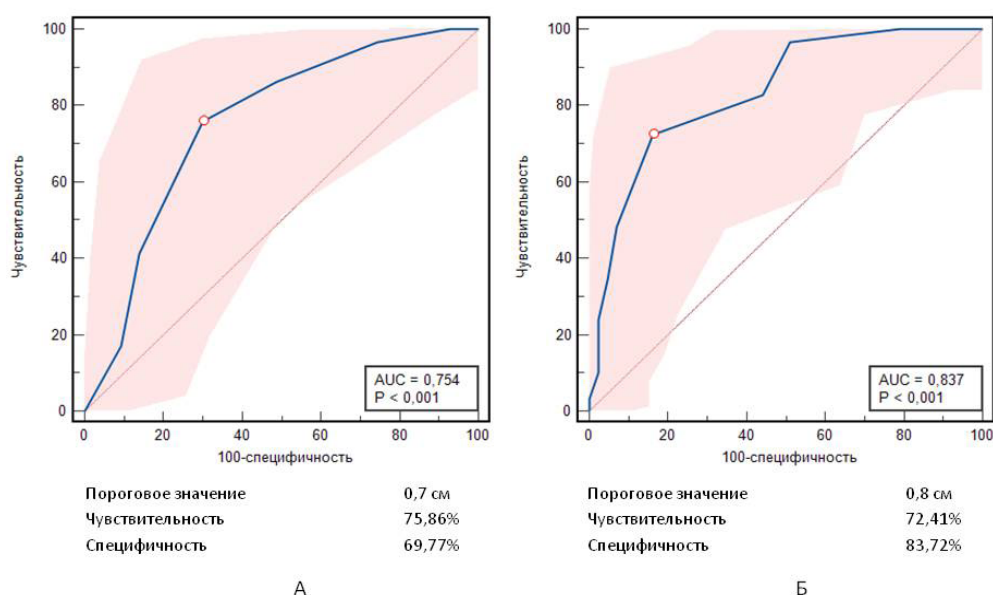 Чувствительность
100
80
60
40
20
0
AUC = 0,754
P < 0,001
0 20 40 60 80 100
100-специфичность
Пороговое значение 0,7 см
Чувствительность 75,86%
Специфичность 69,77%
А
Чувствительность
100
80
60
40
20
0
AUC = 0,837
P < 0,001
0 20 40 60 80 100
100-специфичность
Пороговое значение 0,8 см
Чувствительность 72,41%
Специфичность 83,72%
Б